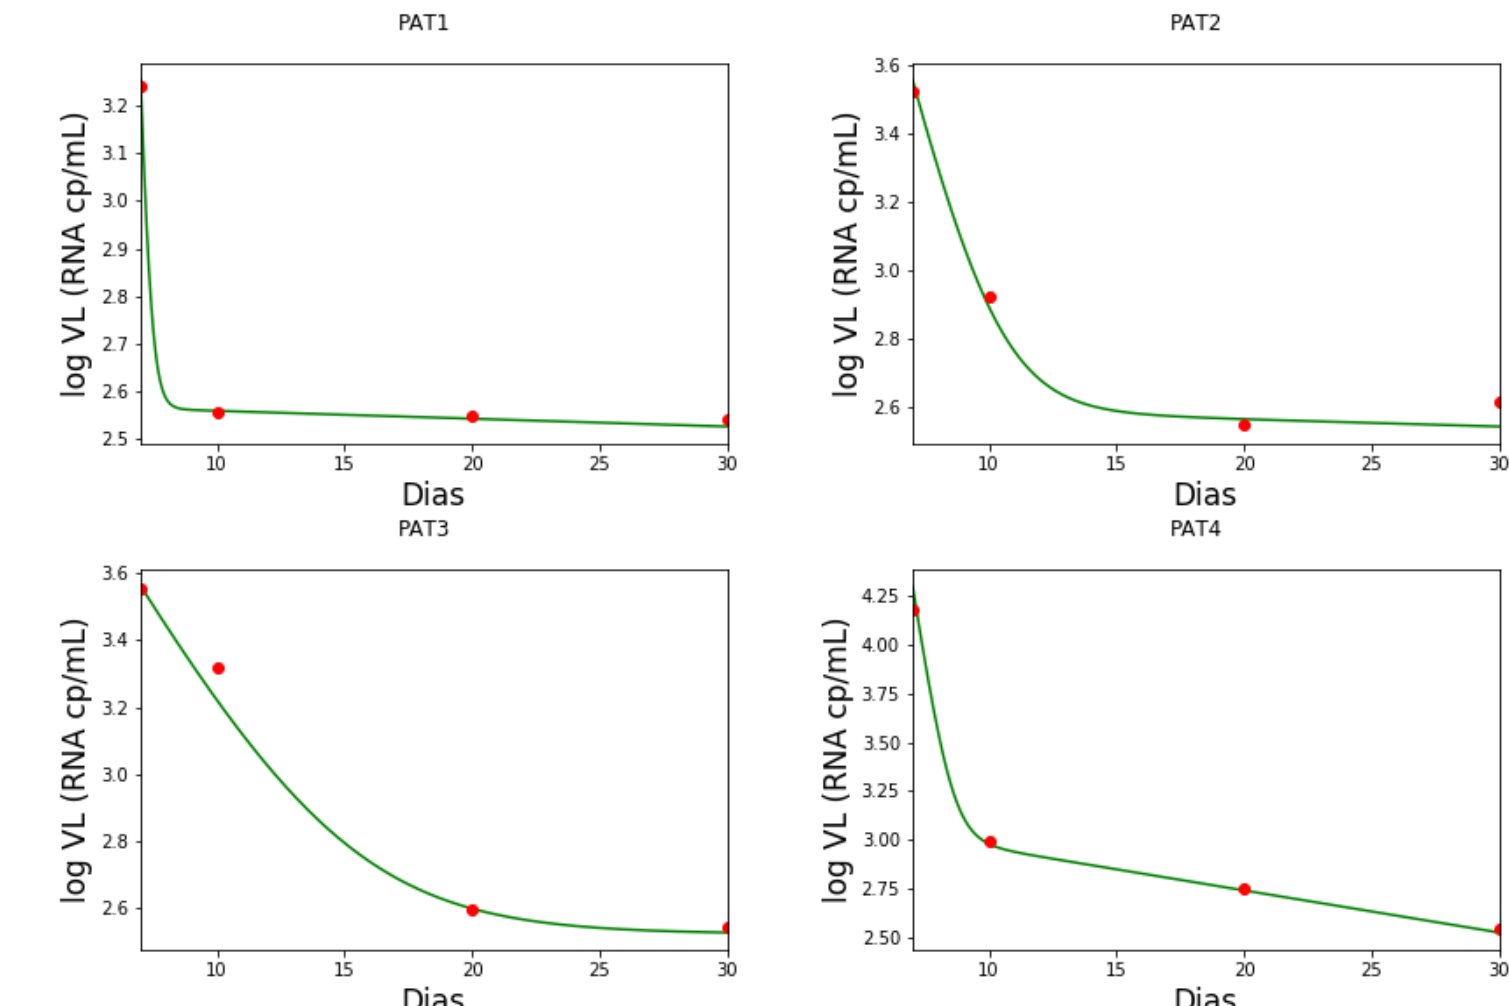 PAT1
PAT2
log VL (RNA cp/mL)
3.2
3.1
3.0
2.9
2.8
2.7
2.6
2.5
10 15 20 25 30
Dias
log VL (RNA cp/mL)
3.6
3.4
3.2
3.0
2.8
2.6
10 15 20 25 30
Dias
PAT3
PAT4
log VL (RNA cp/mL)
3.6
3.4
3.2
3.0
2.8
2.6
10 15 20 25 30
Dias
log VL (RNA cp/mL)
4.25
4.00
3.75
3.50
3.25
3.00
2.75
2.50
10 15 20 25 30
Dias